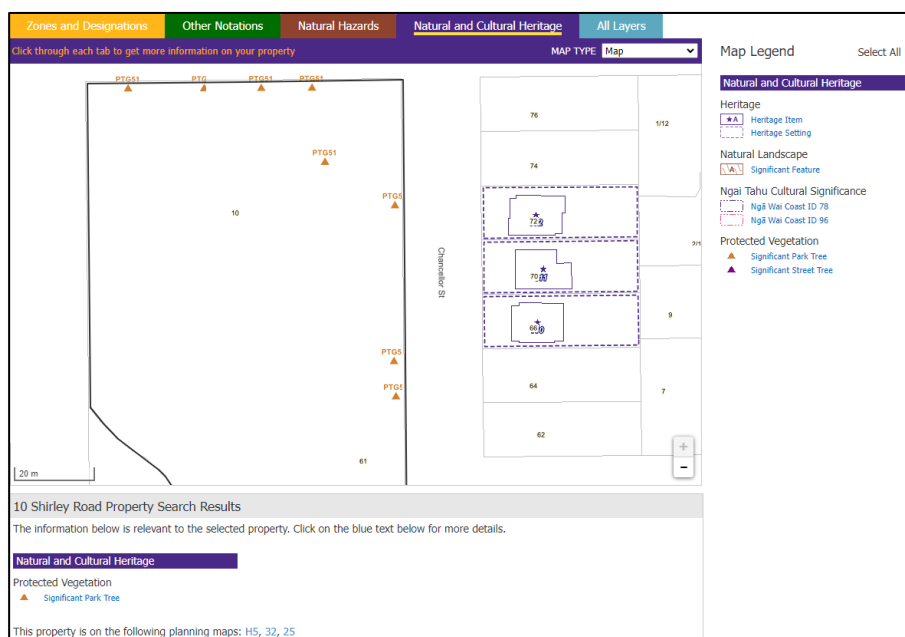 Zones and Designations
Other Notations
Natural Hazards
Natural and Cultural Heritage
All Layers
Click through each tab to get more information on your property
MAP TYPE Map
Map Legend Select All
Natural and Cultural Heritage
Heritage
A Heritage Item
Heritage Setting
Natural Landscape
A Significant Feature
Ngai Tahu Cultural Significance
Ngā Wai Coast ID 78
Ngā Wai Coast ID 96
Protected Vegetation
Significant Park Tree
Significant Street Tree
PTG51 PTG PTG51 PTG51
76
1/12
74
PTG51
PTG5
10
72
Chancellor St
70
9
66
PTG5
64
7
PTG5
62
61
20 m
+
−
10 Shirley Road Property Search Results
The information below is relevant to the selected property. Click on the blue text below for more details.
Natural and Cultural Heritage
Protected Vegetation
Significant Park Tree
This property is on the following planning maps: H5, 32, 25